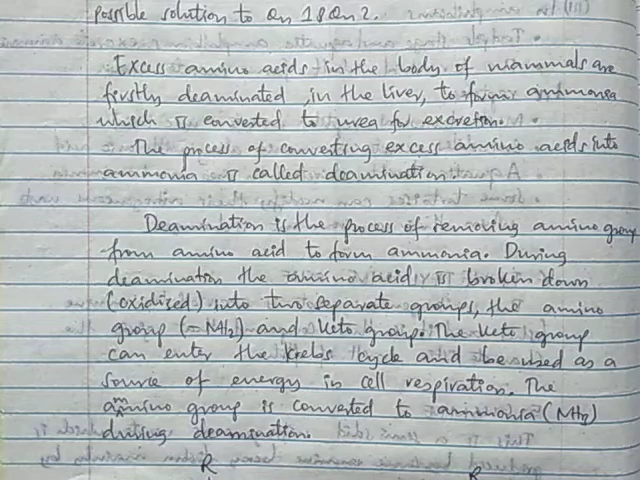 possible solution to Qn 1 & Qn 2.
Excess amino acids in the body of mammals are
firstly deaminated in the liver, to form ammonia
which is converted to urea for excretion.
The process of converting excess amino acids into
ammonia is called deamination.
Deamination is the process of removing amino group
from amino acid to form ammonia. During
deamination the amino acid is broken down
(oxidised) into two separate groups, the amino
group (-NH2) and keto group. The keto group
can enter the krebs cycle and be used as a
source of energy in cell respiration. The
amino group is converted to ammonia (NH3)
during deamination.
R
R